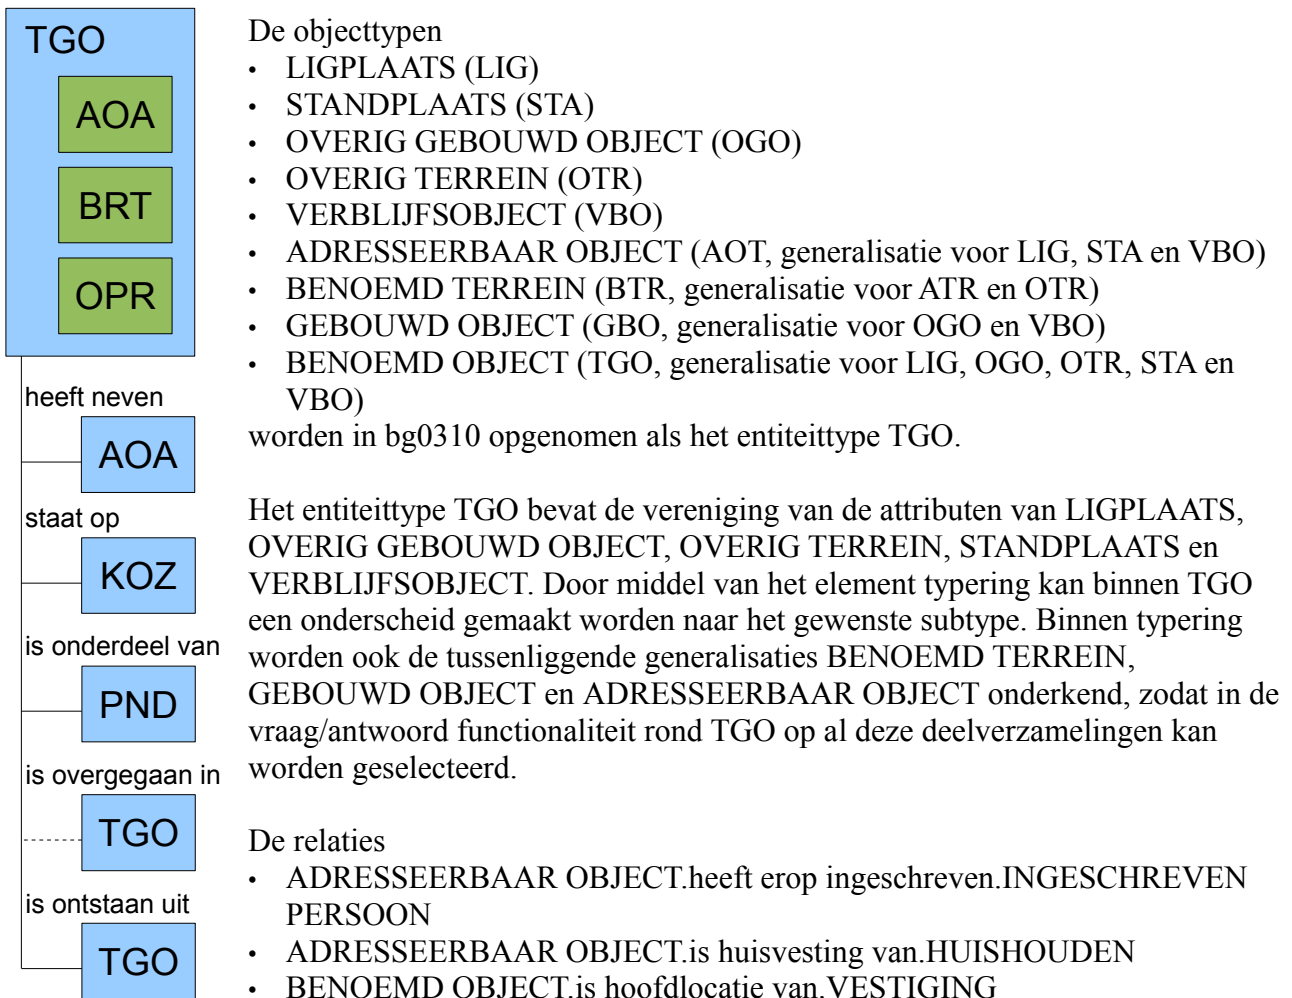 TGO
AOA
BRT
OPR
heeft neven
AOA
staat op
KOZ
is onderdeel van
PND
is overgegaan in
TGO
is ontstaan uit
TGO
De objecttypen
• LIGPLAATS (LIG)
• STANDPLAATS (STA)
• OVERIG GEBOUWD OBJECT (OGO)
• OVERIG TERREIN (OTR)
• VERBLIJFSOBJECT (VBO)
• ADRESSEERBAAR OBJECT (AOT, generalisatie voor LIG, STA en VBO)
• BENOEMD TERREIN (BTR, generalisatie voor ATR en OTR)
• GEBOUWD OBJECT (GBO, generalisatie voor OGO en VBO)
• BENOEMD OBJECT (TGO, generalisatie voor LIG, OGO, OTR, STA en
VBO)
worden in bg0310 opgenomen als het entiteittype TGO.
Het entiteittype TGO bevat de vereniging van de attributen van LIGPLAATS,
OVERIG GEBOUWD OBJECT, OVERIG TERREIN, STANDPLAATS en
VERBLIJFSOBJECT. Door middel van het element typering kan binnen TGO
een onderscheid gemaakt worden naar het gewenste subtype. Binnen typering
worden ook de tussenliggende generalisaties BENOEMD TERREIN,
GEBOUWD OBJECT en ADRESSEERBAAR OBJECT onderkend, zodat in de
vraag/antwoord functionaliteit rond TGO op al deze deelverzamelingen kan
worden geselecteerd.
De relaties
• ADRESSEERBAAR OBJECT.heeft erop ingeschreven.INGESCHREVEN
PERSOON
• ADRESSEERBAAR OBJECT.is huisvesting van.HUISHOUDEN
• BENOEMD OBJECT.is hoofdlocatie van.VESTIGING